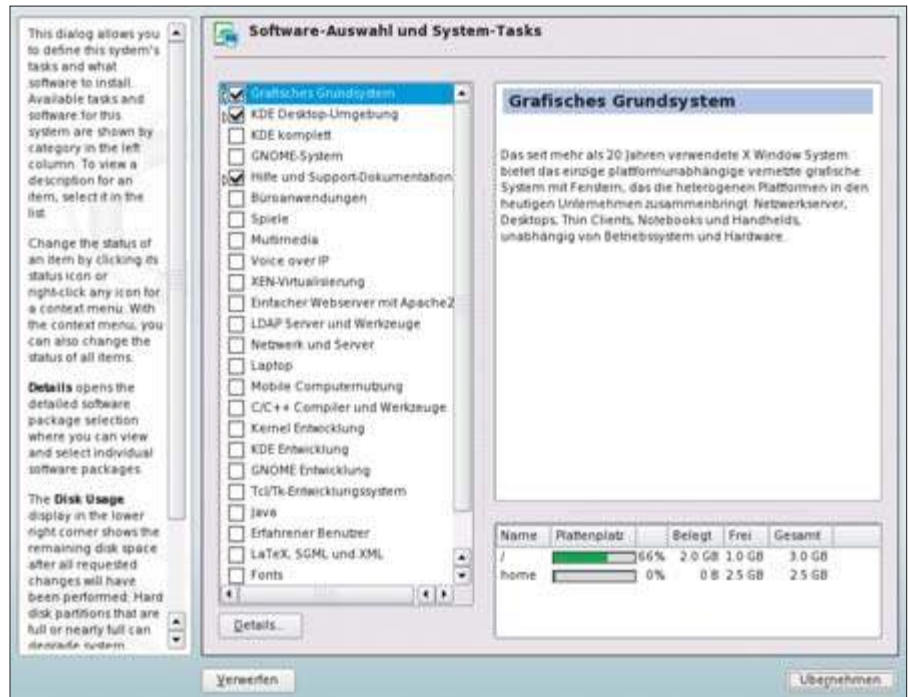 This dialog allows you
to define this system's
tasks and what
software to install.
Available tasks and
software for this
system are shown by
category in the left
column. To view a
description for an
item, select it in the
list.
Change the status of
an item by clicking its
status icon or
right-click any icon for
a context menu. With
the context menu, you
can also change the
status of all items.
Details opens the
detailed software
package selection
where you can view
and select individual
software packages.
The Disk Usage
display in the lower
right corner shows the
remaining disk space
after all requested
changes will have
been performed. Hard
disk partitions that are
full or nearly full can
degrade system
Software-Auswahl und System-Tasks
Grafisches Grundsystem
KDE Desktop-Umgebung
KDE komplett
GNOME-System
Hilfe und Support-Dokumentation
Büroanwendungen
Spiele
Multimedia
Voice over IP
XEN-Virtualisierung
Einfacher Webserver mit Apache2
LDAP Server und Werkzeuge
Netzwerk und Server
Laptop
Mobile Computernutzung
C/C++ Compiler und Werkzeuge
Kernel Entwicklung
KDE Entwicklung
GNOME Entwicklung
Tcl/Tk-Entwicklungssystem
Java
Erfahrener Benutzer
LaTeX, SGML und XML
Fonts
Details...
Grafisches Grundsystem
Das seit mehr als 20 Jahren verwendete X Window System
bietet das einzige plattformunabhängige vernetzte grafische
System mit Fenstern, das die heterogenen Plattformen in den
heutigen Unternehmen zusammenbringt: Netzwerkserver,
Desktops, Thin Clients, Notebooks und Handhelds,
unabhängig von Betriebssystem und Hardware.
Name Plattenplatz Belegt Frei Gesamt
/ 66% 2.0 GB 1.0 GB 3.0 GB
home 0% 0 B 2.5 GB 2.5 GB
Verwerfen
Übernehmen